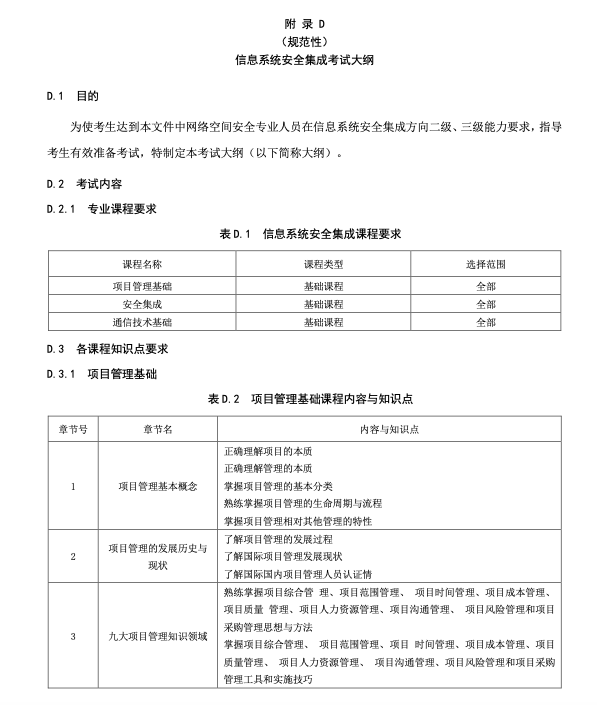 附 录 D
（规范性）
信息系统安全集成考试大纲
D.1 目的
为使考生达到本文件中网络空间安全专业人员在信息系统安全集成方向二级、三级能力要求，指导
考生有效准备考试，特制定本考试大纲（以下简称大纲）。
D.2 考试内容
D.2.1 专业课程要求
表 D.1 信息系统安全集成课程要求
课程名称 课程类型 选择范围
项目管理基础 基础课程 全部
安全集成 基础课程 全部
通信技术基础 基础课程 全部
D.3 各课程知识点要求
D.3.1 项目管理基础
表 D.2 项目管理基础课程内容与知识点
章节号 章节名 内容与知识点
1 项目管理基本概念
正确理解项目的本质
正确理解管理的本质
掌握项目管理的基本分类
熟练掌握项目管理的生命周期与流程
掌握项目管理相对其他管理的特性
2 项目管理的发展历史与
现状
了解项目管理的发展过程
了解国际项目管理发展现状
了解国际国内项目管理人员认证情
3 九大项目管理知识领域
熟练掌握项目综合管 理、项目范围管理、 项目时间管理、项目成本管理、
项目质量 管理、项目人力资源管理、项目沟通管理、 项目风险管理和项目
采购管理思想与方法
掌握项目综合管理、 项目范围管理、项目 时间管理、项目成本管理、项目
质量管理、 项目人力资源管理、 项目沟通管理、项目风险管理和项目采购
管理工具和实施技巧